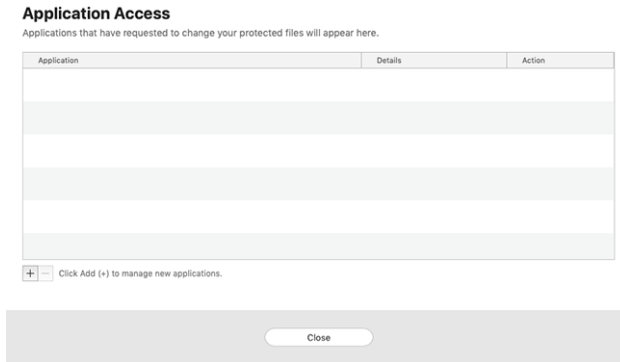 Application Access
Applications that have requested to change your protected files will appear here.
Application Details Action
+ − Click Add (+) to manage new applications.
Close